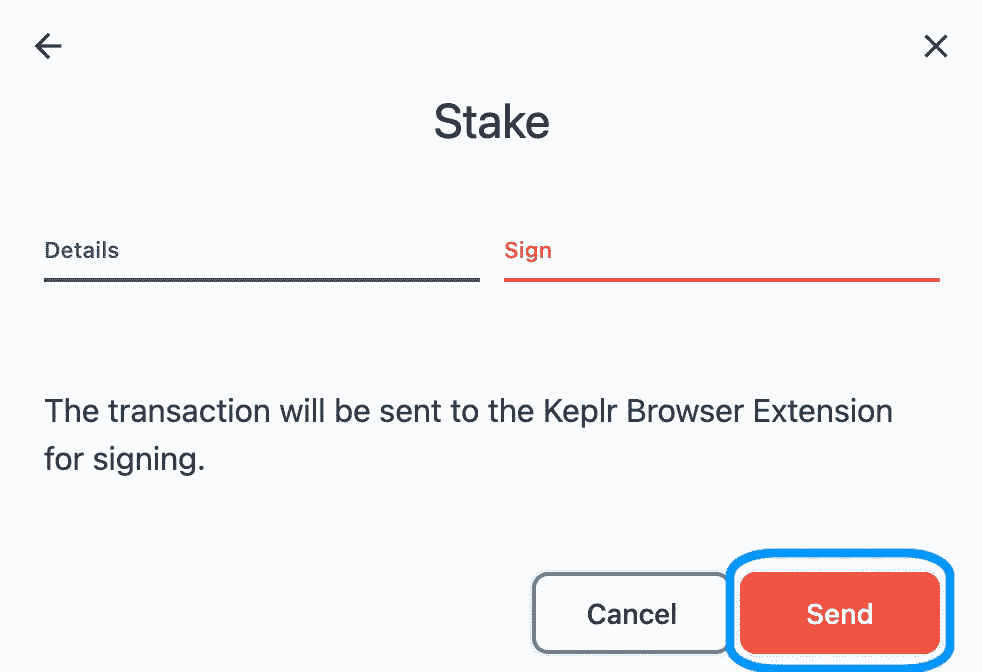 Stake
Details
Sign
The transaction will be sent to the Keplr Browser Extension
for signing.
Cancel
Send